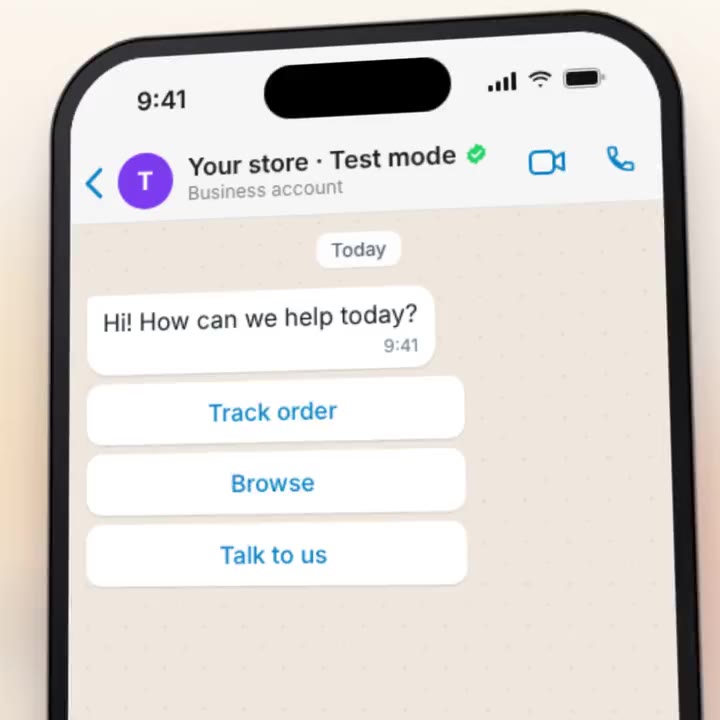 9:41
T
Your store · Test mode
Business account
Today
Hi! How can we help today?
9:41
Track order
Browse
Talk to us